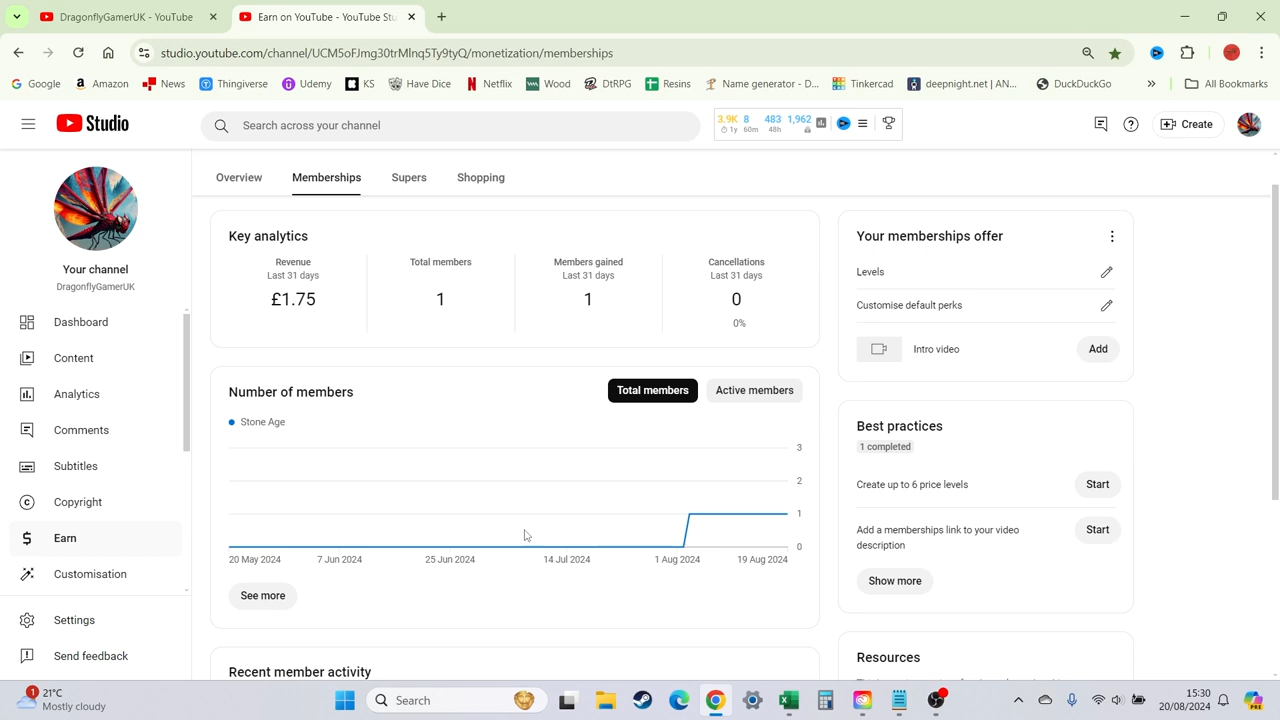 DragonflyGamerUK - YouTube
Earn on YouTube - YouTube Stu
studio.youtube.com/channel/UCM5oFJmg30trMlnq5Ty9tyQ/monetization/memberships
Google
Amazon
News
Thingiverse
Udemy
KS
Have Dice
Netflix
Wood
DtRPG
Resins
Name generator - D...
Tinkercad
deepnight.net | AN...
DuckDuckGo
All Bookmarks
Studio
Search across your channel
3.9K 8 483 1,962
1y 60m 48h
Create
Overview
Memberships
Supers
Shopping
Your channel
DragonflyGamerUK
Dashboard
Content
Analytics
Comments
Subtitles
Copyright
Earn
Customisation
Settings
Send feedback
Key analytics
Revenue
Last 31 days
£1.75
Total members
1
Members gained
Last 31 days
1
Cancellations
Last 31 days
0
0%
Number of members
Total members
Active members
Stone Age
3
2
1
0
20 May 2024
7 Jun 2024
25 Jun 2024
14 Jul 2024
1 Aug 2024
19 Aug 2024
See more
Recent member activity
Your memberships offer
Levels
Customise default perks
Intro video
Add
Best practices
1 completed
Create up to 6 price levels
Start
Add a memberships link to your video
description
Start
Show more
Resources
1
21°C
Mostly cloudy
Search
15:30
20/08/2024
PRE